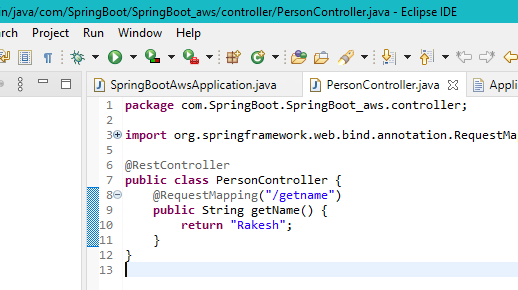 in/java/com/SpringBoot/SpringBoot_aws/controller/PersonController.java - Eclipse IDE
rch Project Run Window Help
SpringBootAwsApplication.java PersonController.java Appli
1 package com.SpringBoot.SpringBoot_aws.controller;
2
3 import org.springframework.web.bind.annotation.RequestMa
5
6 @RestController
7 public class PersonController {
8 @RequestMapping("/getname")
9 public String getName() {
10 return "Rakesh";
11 }
12 }
13